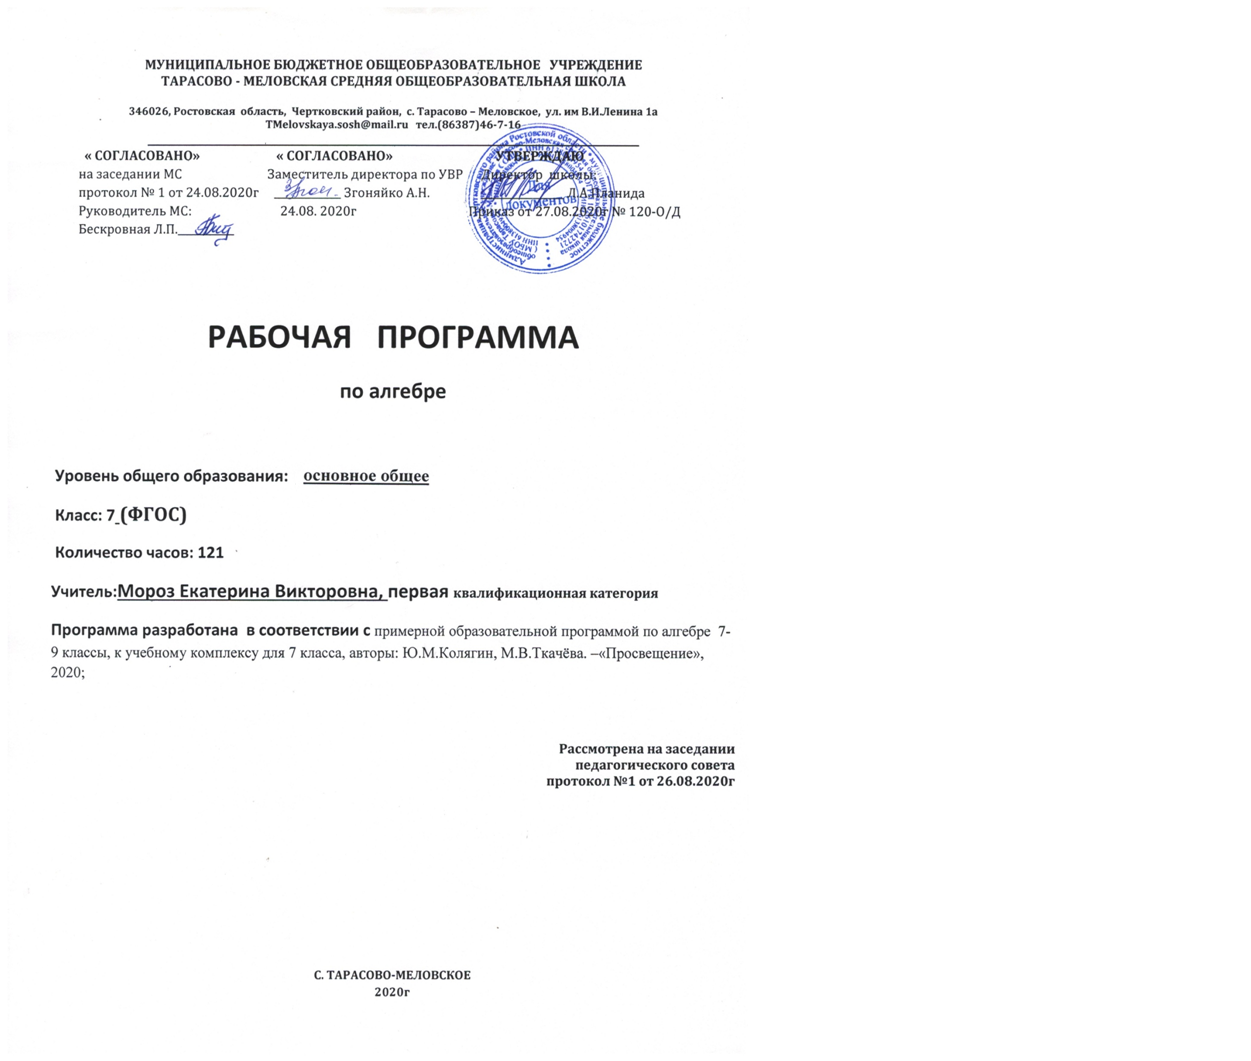 МУНИЦИПАЛЬНОЕ БЮДЖЕТНОЕ ОБЩЕОБРАЗОВАТЕЛЬНОЕ УЧРЕЖДЕНИЕ
ТАРАСОВО - МЕЛОВСКАЯ СРЕДНЯЯ ОБЩЕОБРАЗОВАТЕЛЬНАЯ ШКОЛА
346026, Ростовская область, Чертковский район, с. Тарасово – Меловское, ул. им В.И.Ленина 1а
TMelovskaya.sosh@mail.ru тел.(86387)46-7-16
« СОГЛАСОВАНО» « СОГЛАСОВАНО» УТВЕРЖДАЮ
на заседании МС Заместитель директора по УВР Директор школы:
протокол № 1 от 24.08.2020г Згоняйко А.Н. Д.А.Планида
Руководитель МС: 24.08. 2020г Приказ от 27.08.2020г № 120-О/Д
Бескровная Л.П.
Для
документов
РАБОЧАЯ ПРОГРАММА
по алгебре
Уровень общего образования: основное общее
Класс: 7 (ФГОС)
Количество часов: 121
Учитель:Мороз Екатерина Викторовна, первая квалификационная категория
Программа разработана в соответствии с примерной образовательной программой по алгебре 7-
9 классы, к учебному комплексу для 7 класса, авторы: Ю.М.Колягин, М.В.Ткачёва. –«Просвещение»,
2020;
Рассмотрена на заседании
педагогического совета
протокол №1 от 26.08.2020г
С. ТАРАСОВО-МЕЛОВСКОЕ
2020г